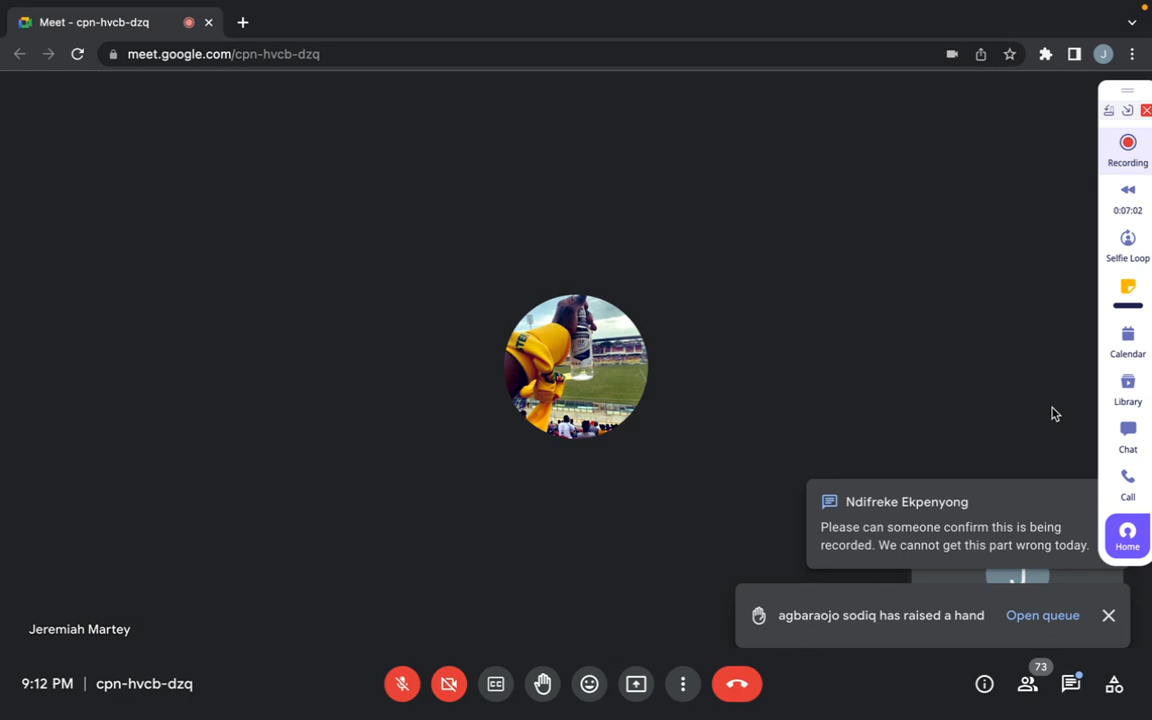 Meet - cpn-hvcb-dzq
meet.google.com/cpn-hvcb-dzq
J
Recording
0:07:02
Selfie Loop
Calendar
Library
Chat
Call
Home
Ndifreke Ekpenyong
Please can someone confirm this is being
recorded. We cannot get this part wrong today.
agbaraojo sodiq has raised a hand
Open queue
Jeremiah Martey
9:12 PM | cpn-hvcb-dzq
CC
73